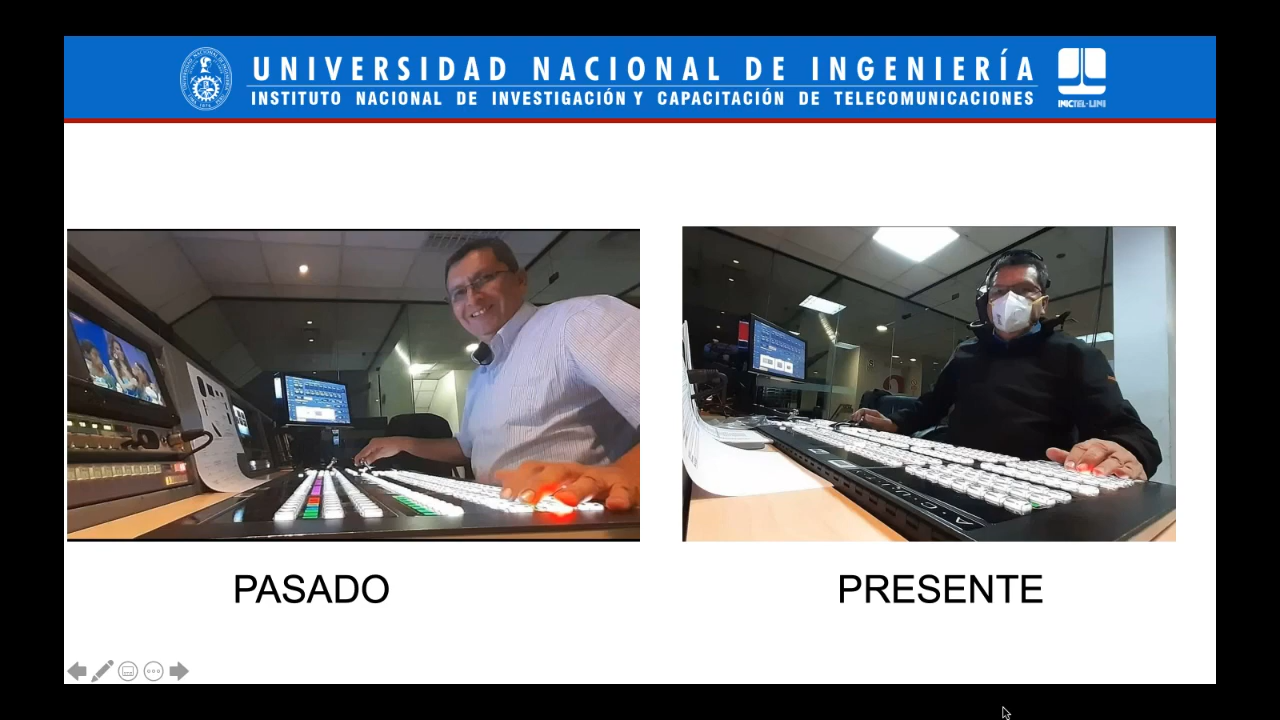 UNIVERSIDAD NACIONAL DE INGENIERÍA
INSTITUTO NACIONAL DE INVESTIGACIÓN Y CAPACITACIÓN DE TELECOMUNICACIONES
INICTEL-UNI
PASADO
PRESENTE